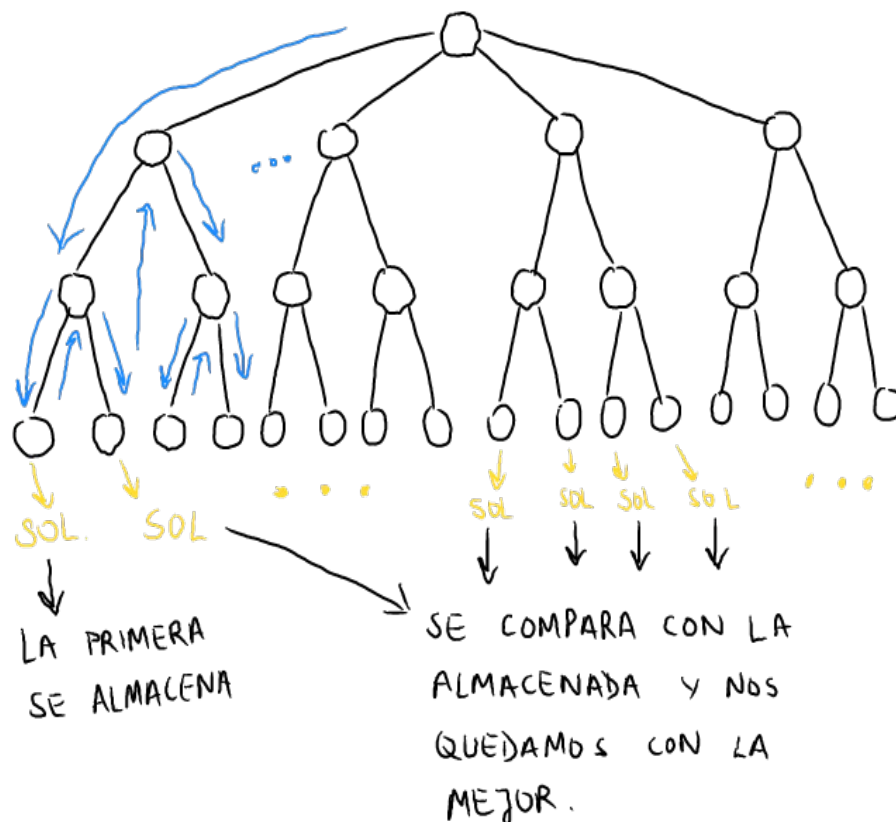 SOL.
SOL
SOL
SOL
SOL
SOL
LA PRIMERA
SE ALMACENA
SE COMPARA CON LA
ALMACENADA Y NOS
QUEDAMOS CON LA
MEJOR.